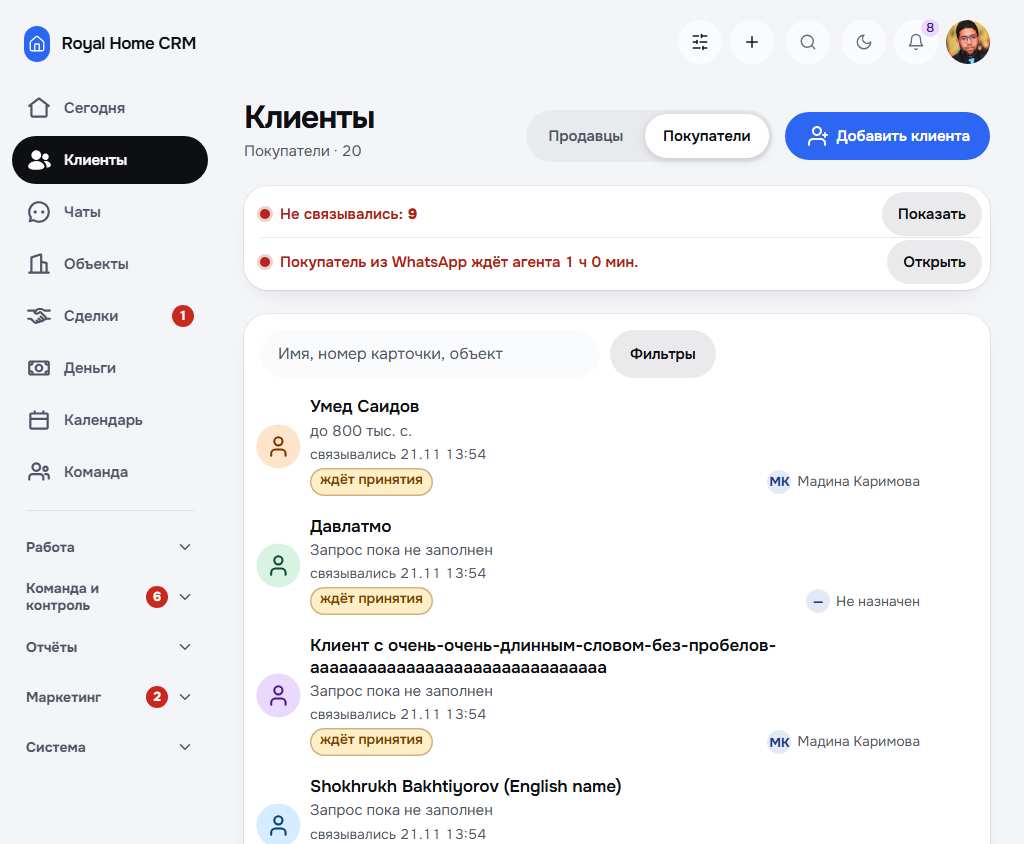 Royal Home CRM
8
Сегодня
Клиенты
Чаты
Объекты
Сделки
1
Деньги
Календарь
Команда
Работа
Команда и
контроль
6
Отчёты
Маркетинг
2
Система
Клиенты
Покупатели · 20
Продавцы
Покупатели
Добавить клиента
Не связывались: 9
Показать
Покупатель из WhatsApp ждёт агента 1 ч 0 мин.
Открыть
Имя, номер карточки, объект
Фильтры
Умед Саидов
до 800 тыс. с.
связывались 21.11 13:54
ждёт принятия
МК Мадина Каримова
Давлатмо
Запрос пока не заполнен
связывались 21.11 13:54
ждёт принятия
– Не назначен
Клиент с очень-очень-длинным-словом-без-пробелов-
аааааааааааааааааааааааааааааа
Запрос пока не заполнен
связывались 21.11 13:54
ждёт принятия
МК Мадина Каримова
Shokhrukh Bakhtiyorov (English name)
Запрос пока не заполнен
связывались 21.11 13:54